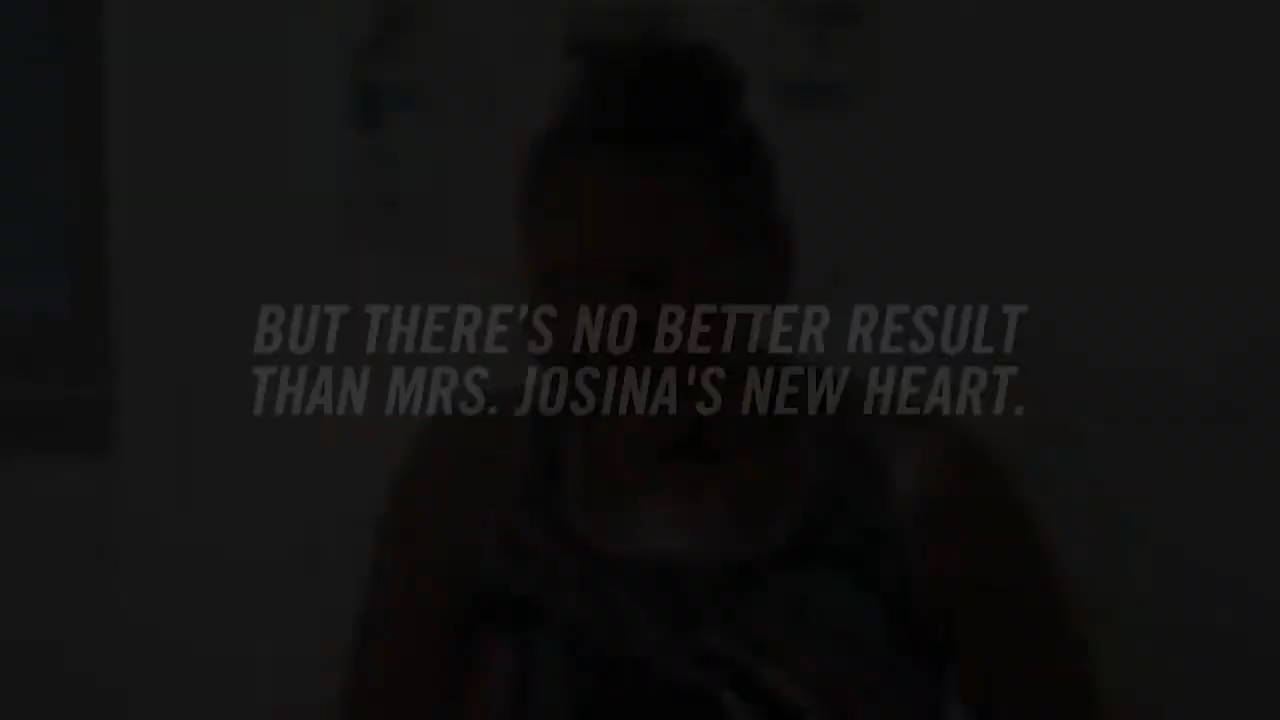 BUT THERE'S NO BETTER RESULT
THAN MRS. JOSINA'S NEW HEART.